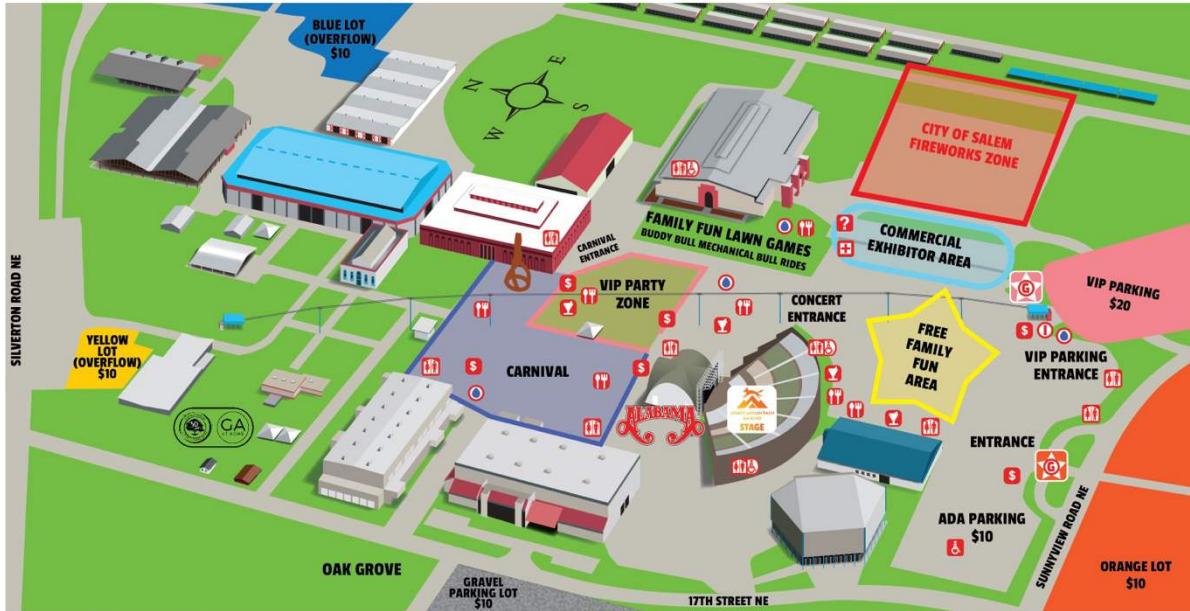 BLUE LOT
(OVERFLOW)
$10
N
E
W
S
CITY OF SALEM
FIREWORKS ZONE
FAMILY FUN LAWN GAMES
BUDDY BULL MECHANICAL BULL RIDES
?
COMMERCIAL
EXHIBITOR AREA
CARNIVAL
ENTRANCE
VIP PARTY
ZONE
$
CONCERT
ENTRANCE
G
VIP PARKING
$20
SILVERTON ROAD NE
YELLOW
LOT
(OVERFLOW)
$10
$
CARNIVAL
$
$
FREE
FAMILY
FUN
AREA
$
VIP PARKING
ENTRANCE
GA
ALABAMA
STAGE
ENTRANCE
G
$
SUNNYVIEW ROAD NE
ADA PARKING
$10
ORANGE LOT
$10
OAK GROVE
GRAVEL
PARKING LOT
$10
17TH STREET NE